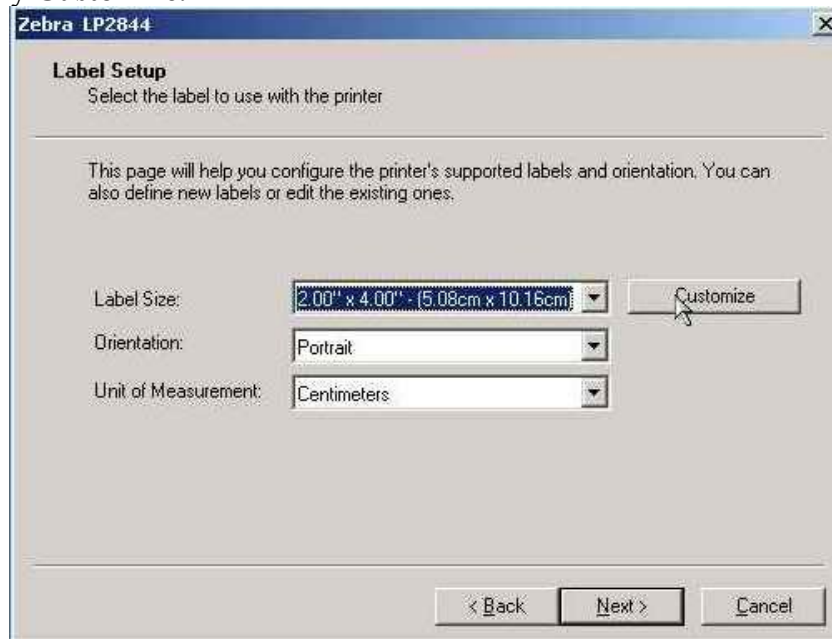 Zebra LP2844
Label Setup
Select the label to use with the printer
This page will help you configure the printer's supported labels and orientation. You can
also define new labels or edit the existing ones.
Label Size: 2.00" x 4.00" - (5.08cm x 10.16cm) Customize
Orientation: Portrait
Unit of Measurement: Centimeters
< Back Next > Cancel